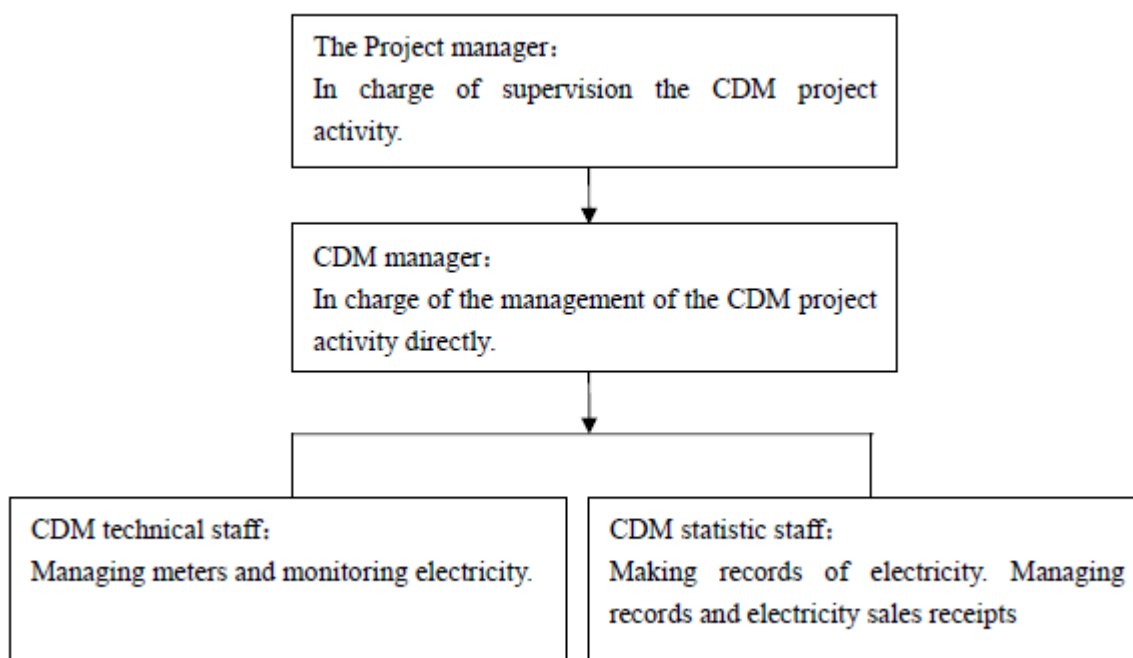 The Project manager：
In charge of supervision the CDM project
activity.
CDM manager：
In charge of the management of the CDM project
activity directly.
CDM technical staff：
Managing meters and monitoring electricity.
CDM statistic staff：
Making records of electricity. Managing
records and electricity sales receipts